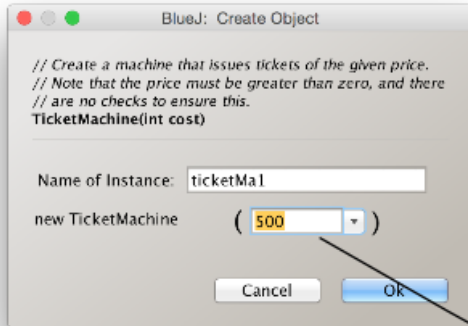 BlueJ: Create Object
// Create a machine that issues tickets of the given price.
// Note that the price must be greater than zero, and there
// are no checks to ensure this.
TicketMachine(int cost)
Name of Instance: ticketMa1
new TicketMachine ( 500 )
Cancel Ok